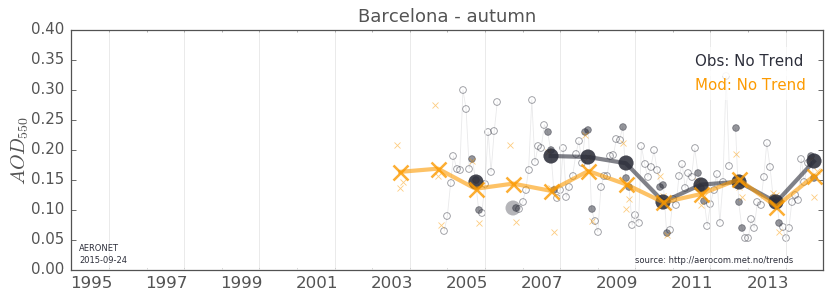 Barcelona - autumn
0.40
0.35
0.30
0.25
0.20
0.15
0.10
0.05
0.00
AOD550
Obs: No Trend
Mod: No Trend
AERONET
2015-09-24
source: http://aerocom.met.no/trends
1995 1997 1999 2001 2003 2005 2007 2009 2011 2013